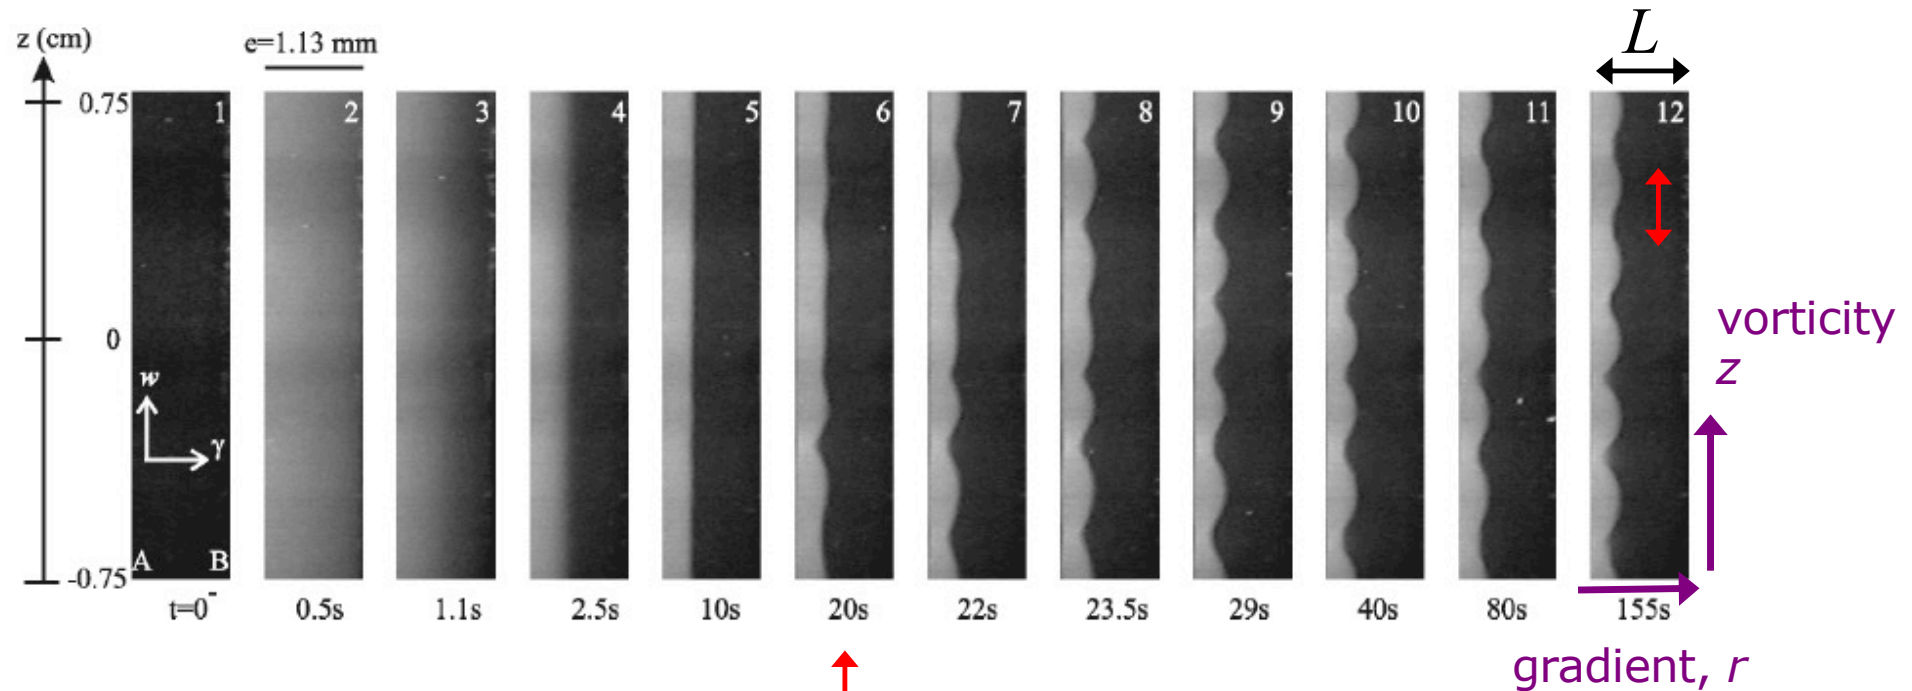 z (cm)
e=1.13 mm
L
0.75
1 2 3 4 5 6 7 8 9 10 11 12
vorticity
z
0
w
γ
A B
-0.75
t=0⁻ 0.5s 1.1s 2.5s 10s 20s 22s 23.5s 29s 40s 80s 155s
gradient, r